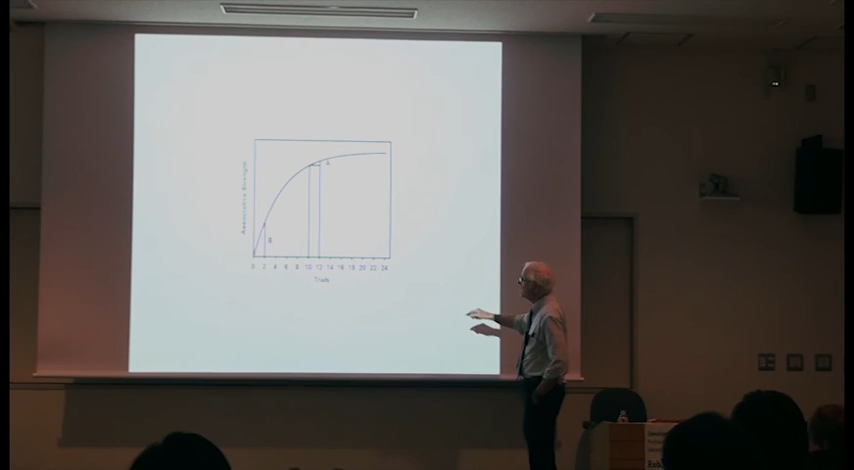 Associative Strength
A
B
0 2 4 6 8 10 12 14 16 18 20 22 24
Trials